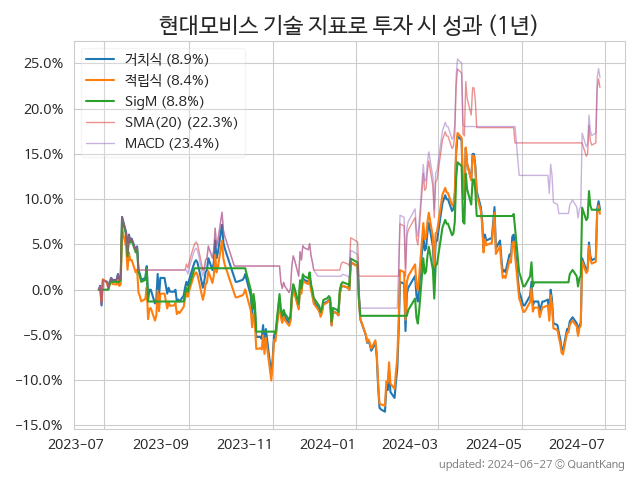 현대모비스 기술 지표로 투자 시 성과 (1년)
거치식 (8.9%)
적립식 (8.4%)
SigM (8.8%)
SMA(20) (22.3%)
MACD (23.4%)
25.0%
20.0%
15.0%
10.0%
5.0%
0.0%
−5.0%
−10.0%
−15.0%
2023-07 2023-09 2023-11 2024-01 2024-03 2024-05 2024-07
updated: 2024-06-27 © QuantKang